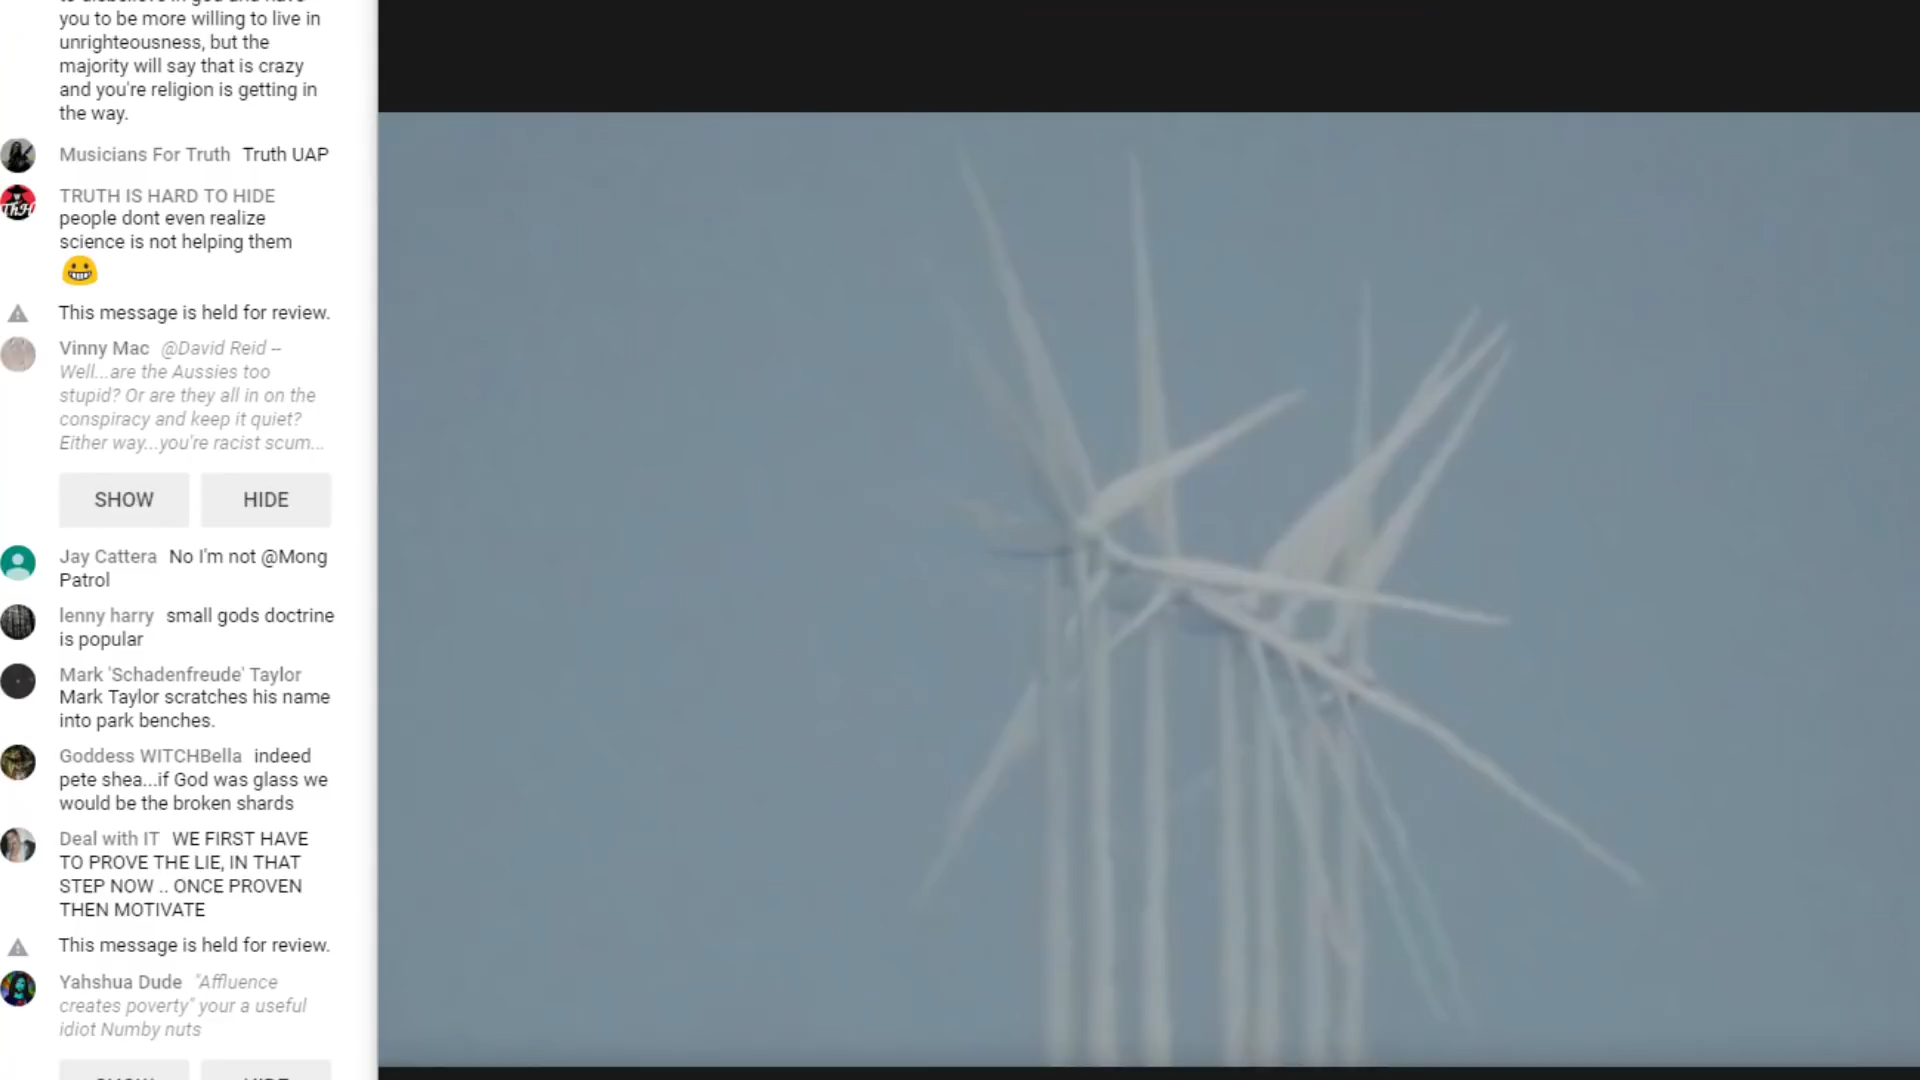 you to be more willing to live in
unrighteousness, but the
majority will say that is crazy
and you're religion is getting in
the way.
Musicians For Truth Truth UAP
TRUTH IS HARD TO HIDE
people dont even realize
science is not helping them
This message is held for review.
Vinny Mac @David Reid --
Well...are the Aussies too
stupid? Or are they all in on the
conspiracy and keep it quiet?
Either way...you're racist scum...
SHOW HIDE
Jay Cattera No I'm not @Mong
Patrol
lenny harry small gods doctrine
is popular
Mark 'Schadenfreude' Taylor
Mark Taylor scratches his name
into park benches.
Goddess WITCHBella indeed
pete shea...if God was glass we
would be the broken shards
Deal with IT WE FIRST HAVE
TO PROVE THE LIE, IN THAT
STEP NOW .. ONCE PROVEN
THEN MOTIVATE
This message is held for review.
Yahshua Dude "Affluence
creates poverty" your a useful
idiot Numby nuts